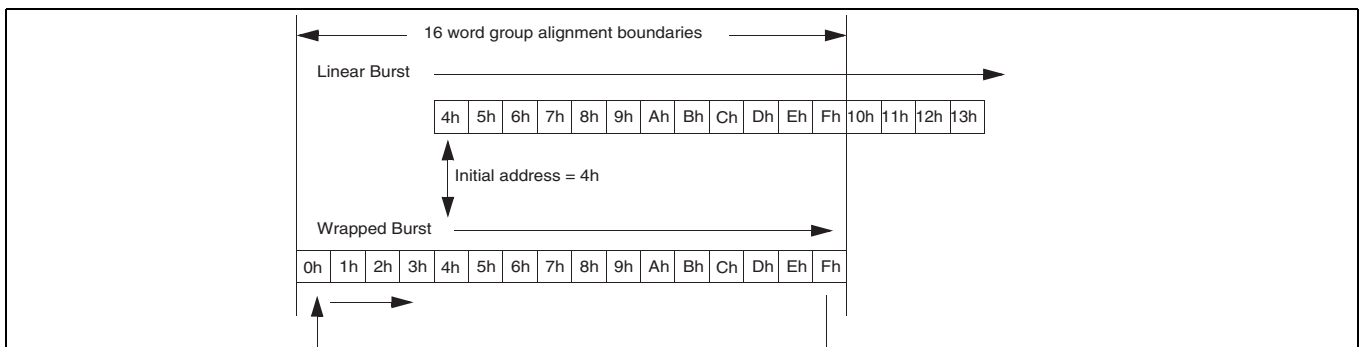 16 word group alignment boundaries
Linear Burst
4h 5h 6h 7h 8h 9h Ah Bh Ch Dh Eh Fh 10h 11h 12h 13h
Initial address = 4h
Wrapped Burst
0h 1h 2h 3h 4h 5h 6h 7h 8h 9h Ah Bh Ch Dh Eh Fh